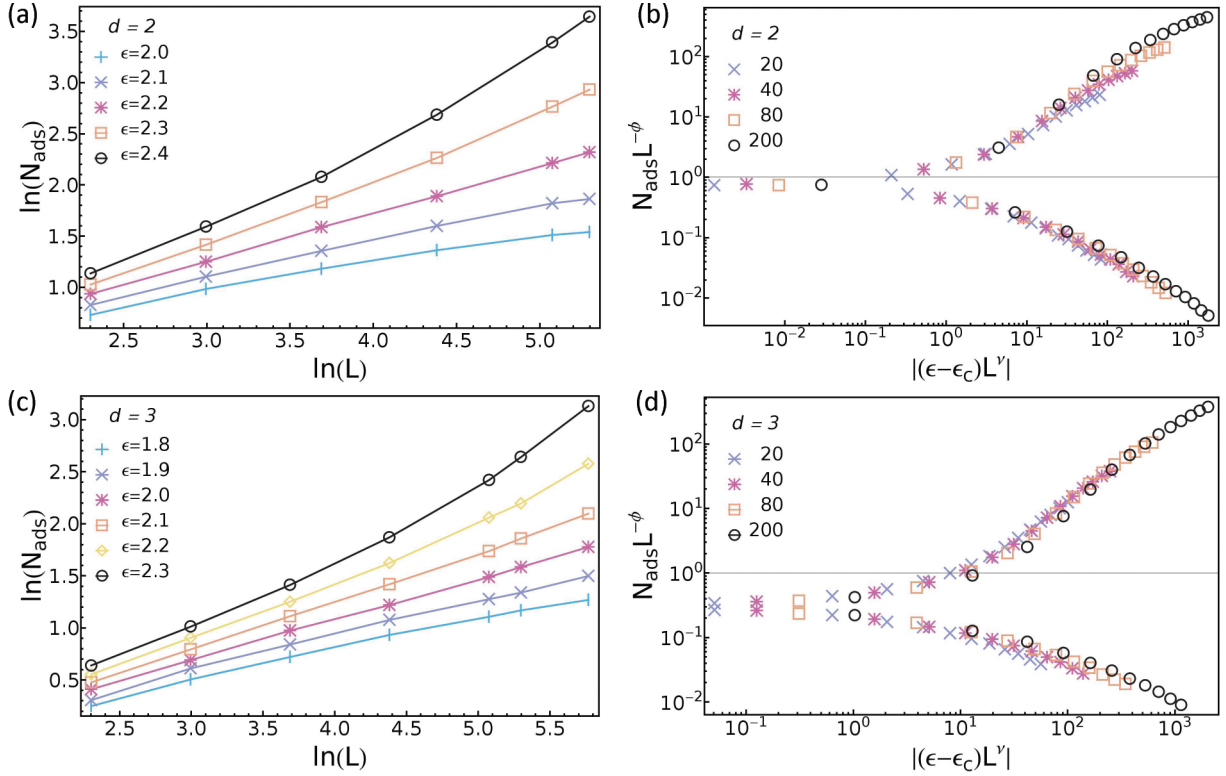 (a)
d = 2
ϵ=2.0
ϵ=2.1
ϵ=2.2
ϵ=2.3
ϵ=2.4
3.5
3.0
2.5
2.0
1.5
1.0
ln(N_ads)
2.5 3.0 3.5 4.0 4.5 5.0
ln(L)
(b)
d = 2
20
40
80
200
10^2
10^1
10^0
10^-1
10^-2
N_ads L^-ϕ
10^-2 10^-1 10^0 10^1 10^2 10^3
|(ϵ−ϵ_C)L^ν|
(c)
d = 3
ϵ=1.8
ϵ=1.9
ϵ=2.0
ϵ=2.1
ϵ=2.2
ϵ=2.3
3.0
2.5
2.0
1.5
1.0
0.5
ln(N_ads)
2.5 3.0 3.5 4.0 4.5 5.0 5.5
ln(L)
(d)
d = 3
20
40
80
200
10^2
10^1
10^0
10^-1
10^-2
N_ads L^-ϕ
10^-1 10^0 10^1 10^2 10^3
|(ϵ−ϵ_C)L^ν|